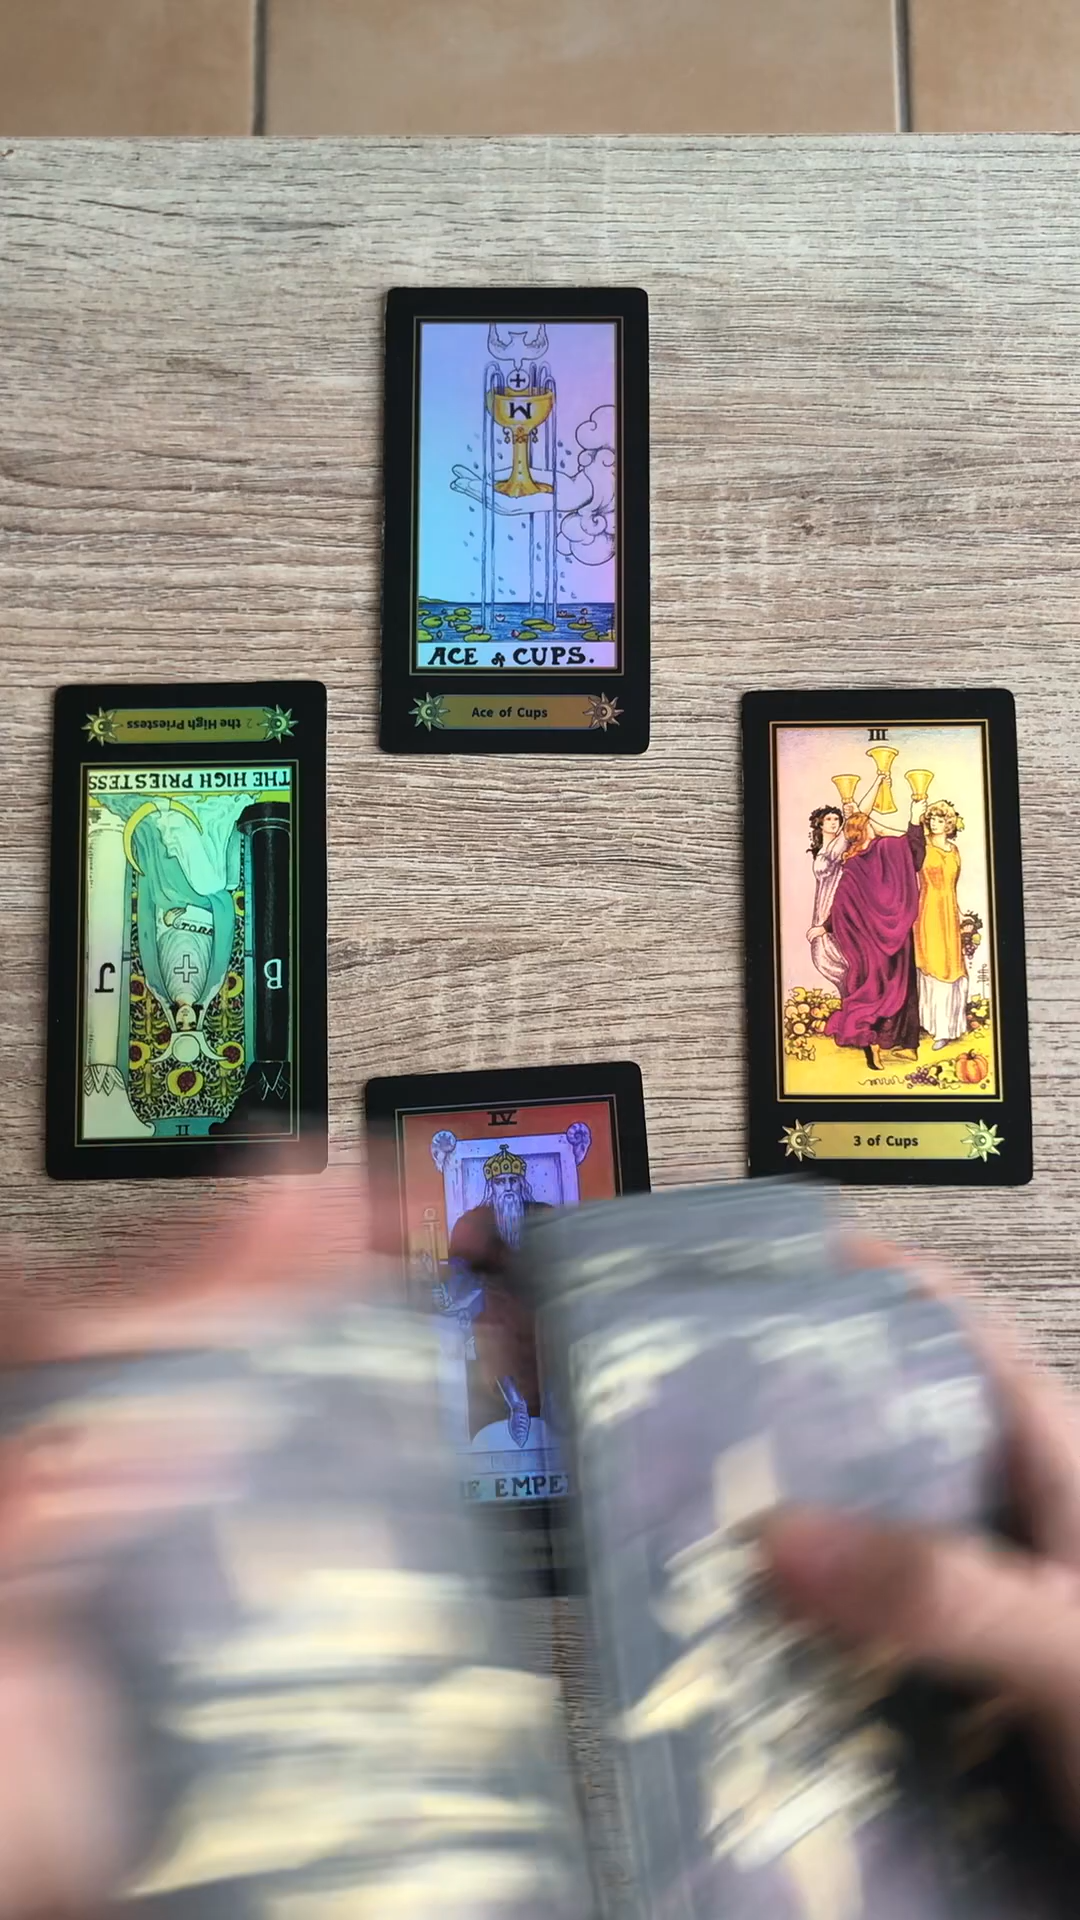 M
ACE of CUPS.
Ace of Cups
2 the High Priestess
THE HIGH PRIESTESS
TORA
J
B
II
III
3 of Cups
IV
E EMPE